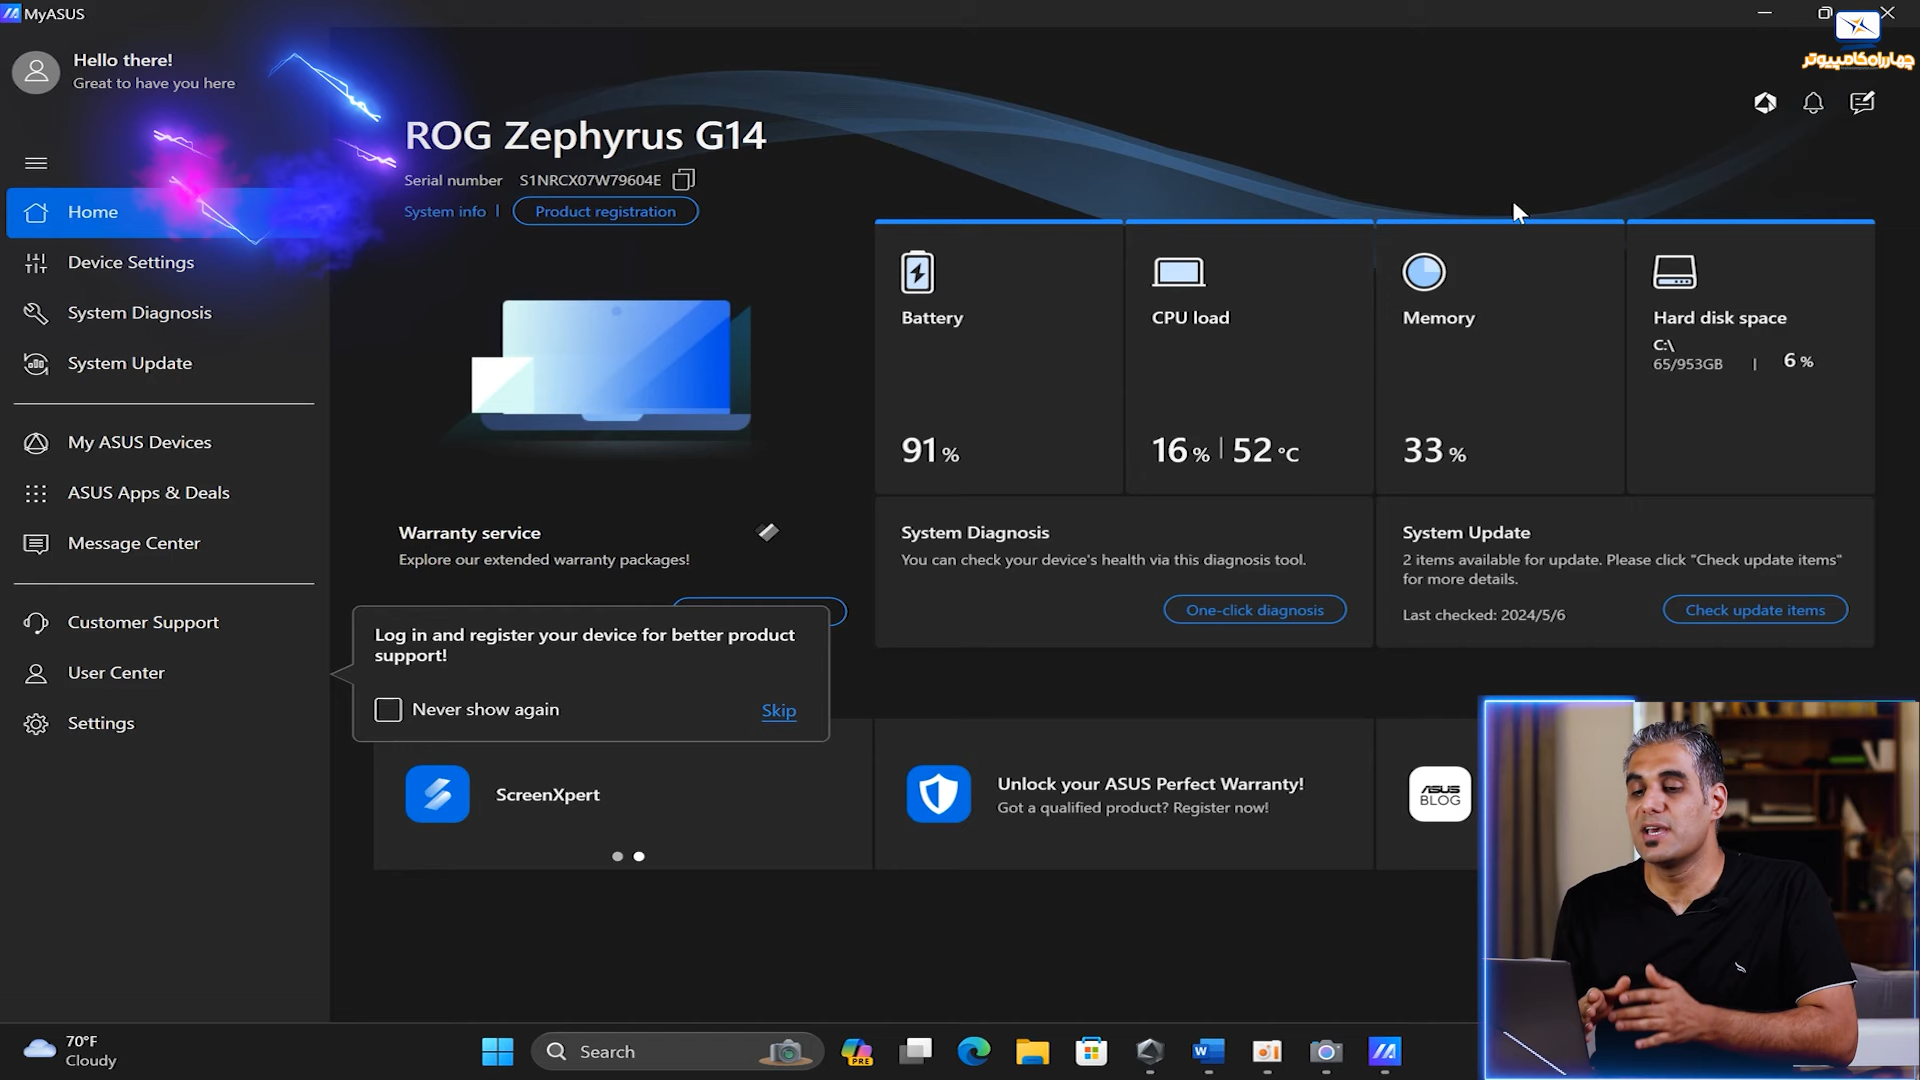 MyASUS
چهارراه کامپیوتر
Hello there!
Great to have you here
Home
Device Settings
System Diagnosis
System Update
My ASUS Devices
ASUS Apps & Deals
Message Center
Customer Support
User Center
Settings
ROG Zephyrus G14
Serial number S1NRCX07W79604E
System info | Product registration
Battery
91 %
CPU load
16 % | 52 °C
Memory
33 %
Hard disk space
C:\
65/953GB | 6 %
Warranty service
Explore our extended warranty packages!
System Diagnosis
You can check your device's health via this diagnosis tool.
One-click diagnosis
System Update
2 items available for update. Please click "Check update items"
for more details.
Last checked: 2024/5/6
Check update items
Log in and register your device for better product
support!
Never show again
Skip
ScreenXpert
Unlock your ASUS Perfect Warranty!
Got a qualified product? Register now!
ASUS
BLOG
70°F
Cloudy
Search
PRE
W